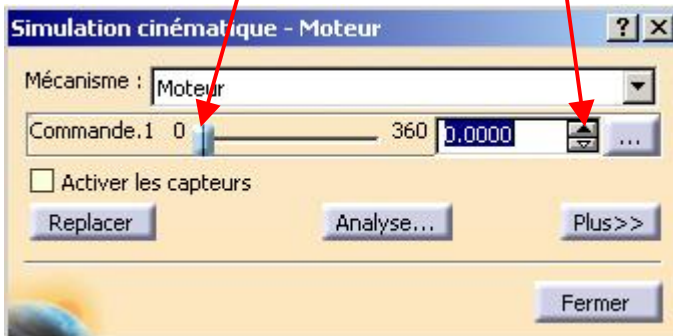 Simulation cinématique - Moteur ? X
Mécanisme : Moteur
Commande.1 0 360 0.0000 ...
Activer les capteurs
Replacer Analyse... Plus>>
Fermer